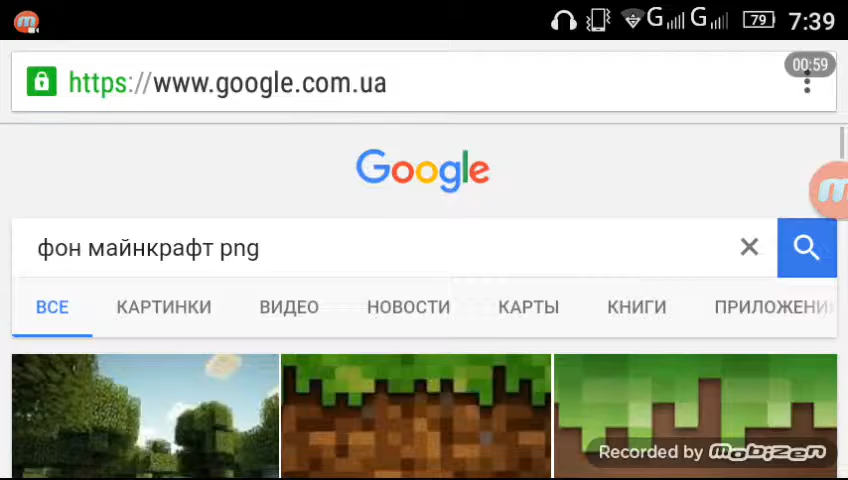 G G 79 7:39
https://www.google.com.ua
00:59
Google
m
фон майнкрафт png
ВСЕ КАРТИНКИ ВИДЕО НОВОСТИ КАРТЫ КНИГИ ПРИЛОЖЕНИ
Recorded by mobizen